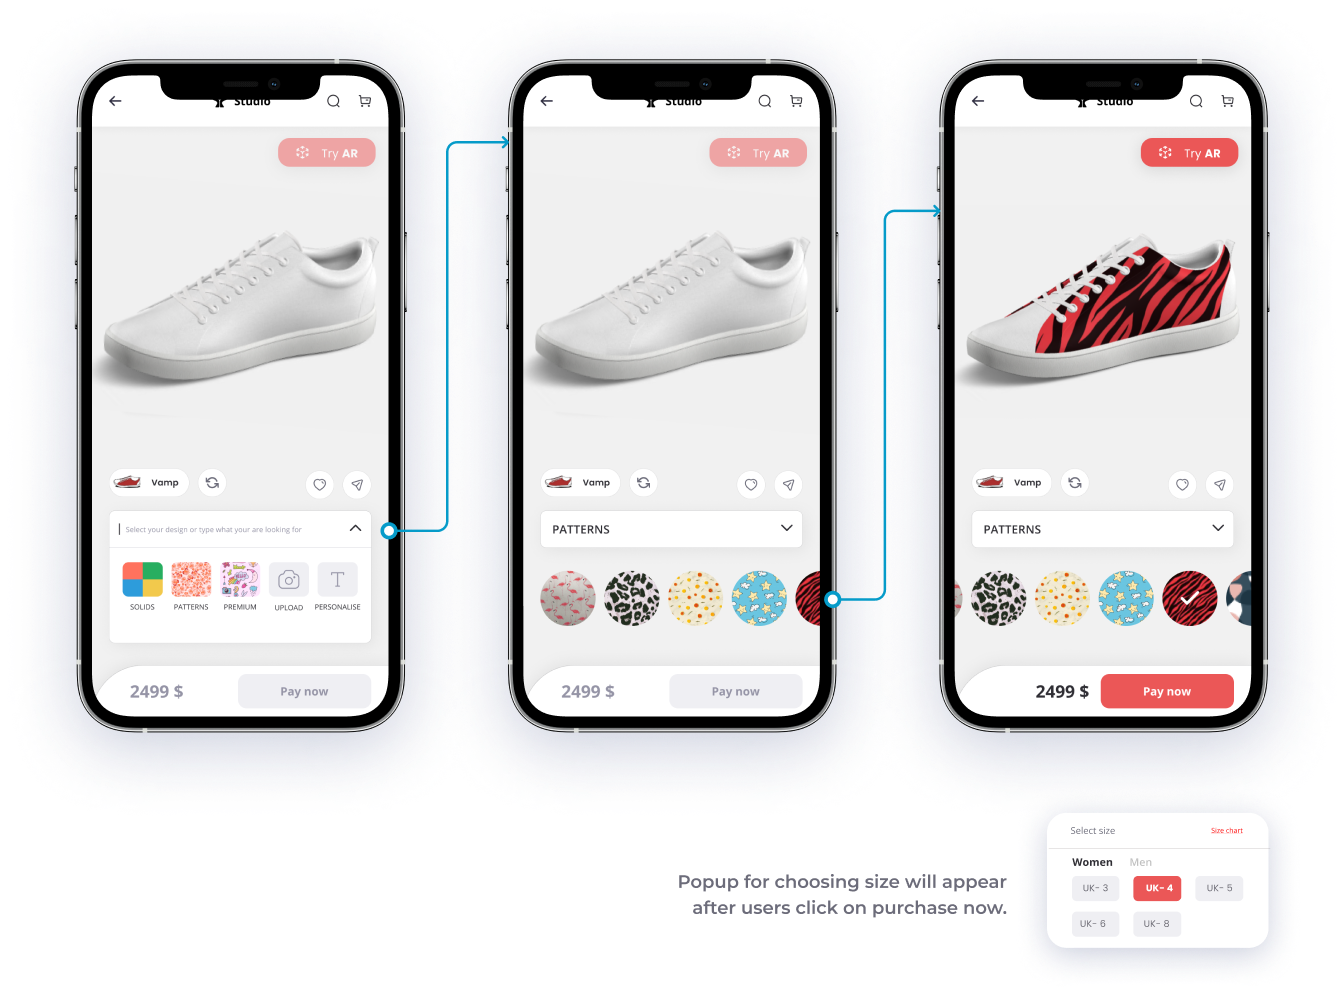 Studio
Try AR
Vamp
Select your design or type what your are looking for
SOLIDS
PATTERNS
PREMIUM
UPLOAD
T
PERSONALISE
2499 $
Pay now
Studio
Try AR
Vamp
PATTERNS
2499 $
Pay now
Studio
Try AR
Vamp
PATTERNS
2499 $
Pay now
Popup for choosing size will appear
after users click on purchase now.
Select size
Size chart
Women
Men
UK- 3
UK- 4
UK- 5
UK- 6
UK- 8